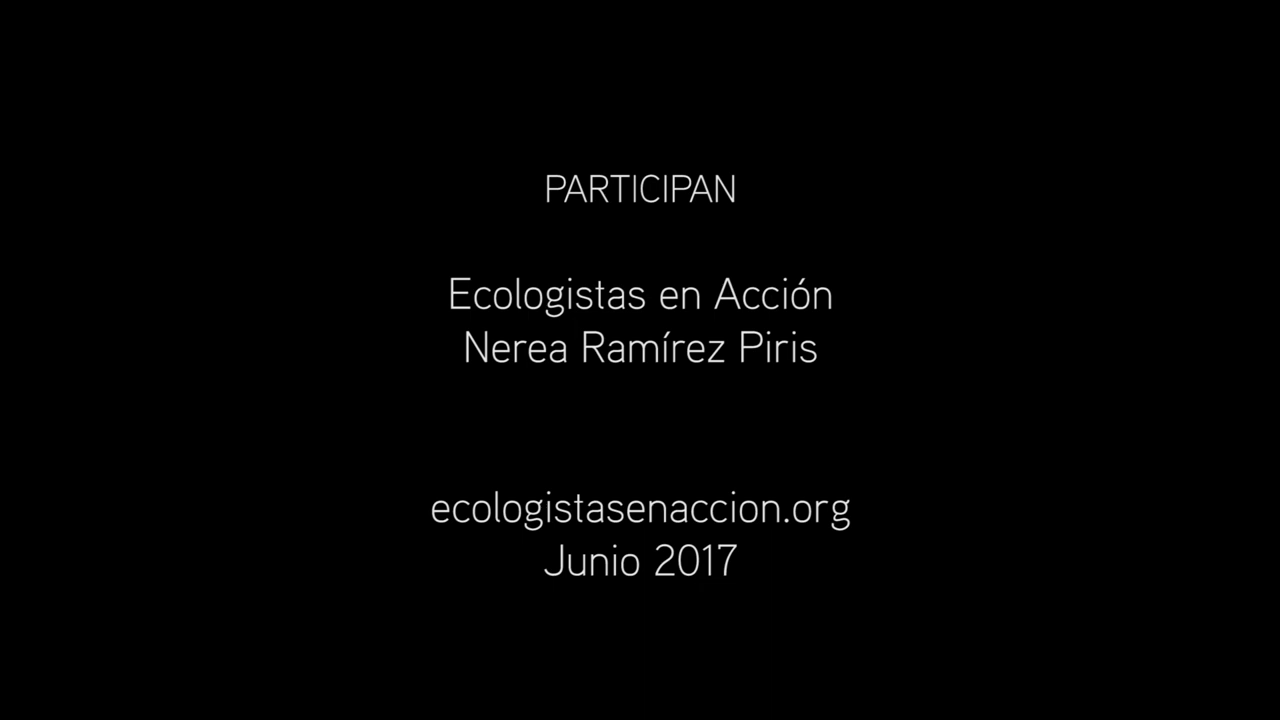 PARTICIPAN
Ecologistas en Acción
Nerea Ramírez Piris
ecologistasenaccion.org
Junio 2017